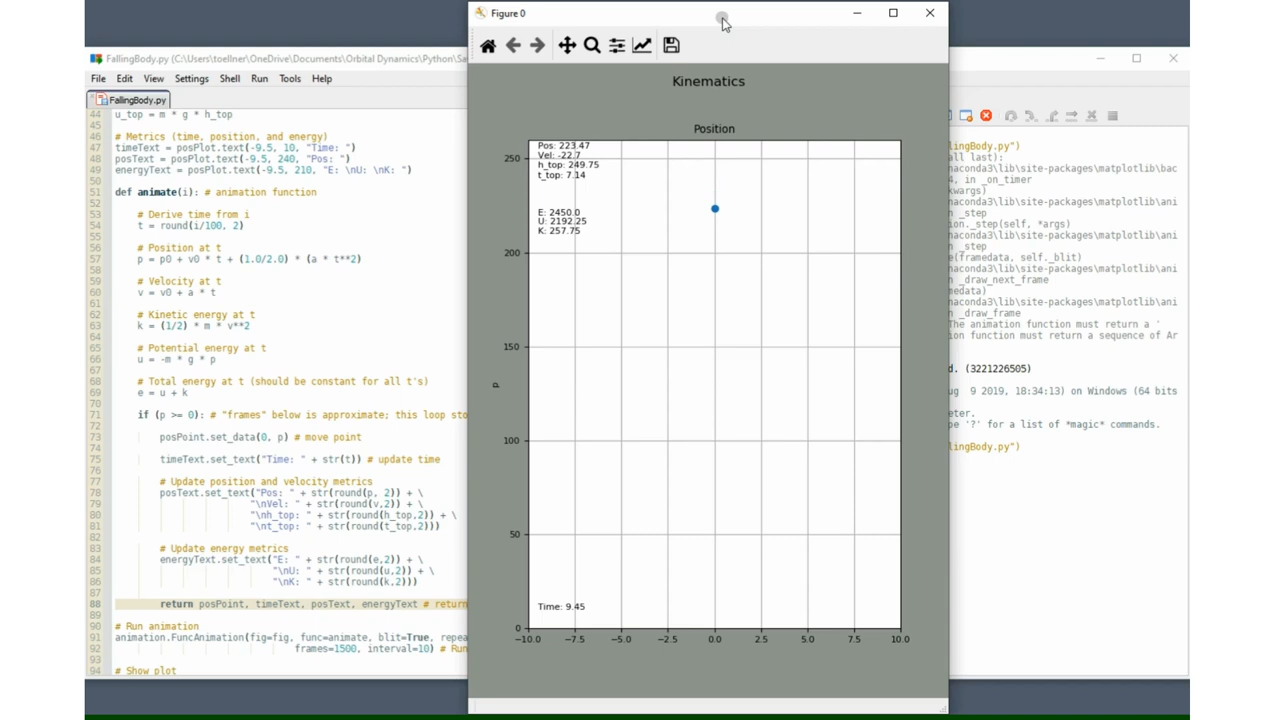 Figure 0
FallingBody.py (C:\Users\toellner\OneDrive\Documents\Orbital Dynamics\Python\Sa
File Edit View Settings Shell Run Tools Help
FallingBody.py
44 u_top = m * g * h_top
45
46 # Metrics (time, position, and energy)
47 timeText = posPlot.text(-9.5, 10, "Time: ")
48 posText = posPlot.text(-9.5, 240, "Pos: ")
49 energyText = posPlot.text(-9.5, 210, "E: \nU: \nK: ")
50
51 def animate(i): # animation function
52
53 # Derive time from i
54 t = round(i/100, 2)
55
56 # Position at t
57 p = p0 + v0 * t + (1.0/2.0) * (a * t**2)
58
59 # Velocity at t
60 v = v0 + a * t
61
62 # Kinetic energy at t
63 k = (1/2) * m * v**2
64
65 # Potential energy at t
66 u = -m * g * p
67
68 # Total energy at t (should be constant for all t's)
69 e = u + k
70
71 if (p >= 0): # "frames" below is approximate; this loop sto
72
73 posPoint.set_data(0, p) # move point
74
75 timeText.set_text("Time: " + str(t)) # update time
76
77 # Update position and velocity metrics
78 posText.set_text("Pos: " + str(round(p, 2)) + \
79 "\nVel: " + str(round(v,2)) + \
80 "\nh_top: " + str(round(h_top,2)) + \
81 "\nt_top: " + str(round(t_top,2)))
82
83 # Update energy metrics
84 energyText.set_text("E: " + str(round(e,2)) + \
85 "\nU: " + str(round(u,2)) + \
86 "\nK: " + str(round(k,2)))
87
88 return posPoint, timeText, posText, energyText # return
89
90 # Run animation
91 animation.FuncAnimation(fig=fig, func=animate, blit=True, repea
92 frames=1500, interval=10) # Run
93
94 # Show plot
Kinematics
Position
Pos: 223.47
Vel: -22.7
h_top: 249.75
t_top: 7.14
E: 2450.0
U: 2192.25
K: 257.75
Time: 9.45
p
250
200
150
100
50
0
−10.0 −7.5 −5.0 −2.5 0.0 2.5 5.0 7.5 10.0
lingBody.py")
all last):
naconda3\lib\site-packages\matplotlib\bac
4, in _on_timer
kwargs)
naconda3\lib\site-packages\matplotlib\ani
n _step
ion._step(self, *args)
naconda3\lib\site-packages\matplotlib\ani
n _step
e(framedata, self._blit)
naconda3\lib\site-packages\matplotlib\ani
n _draw_next_frame
medata)
naconda3\lib\site-packages\matplotlib\ani
n _draw_frame
The animation function must return a '
ion function must return a sequence of Ar
d. (3221226505)
ug 9 2019, 18:34:13) on Windows (64 bits
eter.
pe '?' for a list of *magic* commands.
lingBody.py")